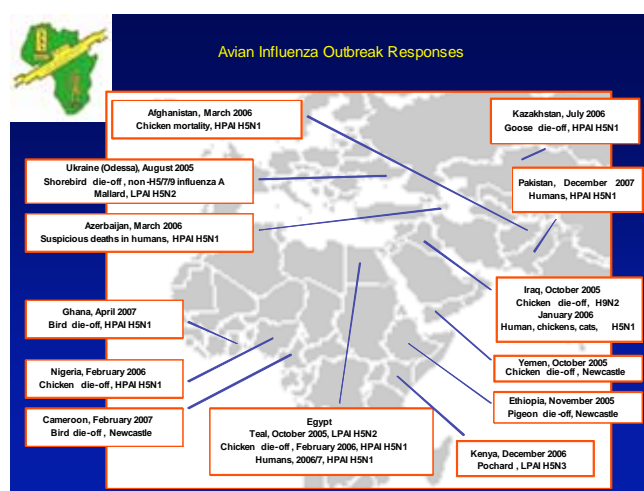 Avian Influenza Outbreak Responses
Afghanistan, March 2006
Chicken mortality, HPAI H5N1
Kazakhstan, July 2006
Goose die-off, HPAI H5N1
Ukraine (Odessa), August 2005
Shorebird die-off, non-H5/7/9 influenza A
Mallard, LPAI H5N2
Pakistan, December 2007
Humans, HPAI H5N1
Azerbaijan, March 2006
Suspicious deaths in humans, HPAI H5N1
Iraq, October 2005
Chicken die-off, H9N2
January 2006
Human, chickens, cats, H5N1
Ghana, April 2007
Bird die-off, HPAI H5N1
Yemen, October 2005
Chicken die-off, Newcastle
Nigeria, February 2006
Chicken die-off, HPAI H5N1
Ethiopia, November 2005
Pigeon die-off, Newcastle
Cameroon, February 2007
Bird die-off, Newcastle
Egypt
Teal, October 2005, LPAI H5N2
Chicken die-off, February 2006, HPAI H5N1
Humans, 2006/7, HPAI H5N1
Kenya, December 2006
Pochard, LPAI H5N3